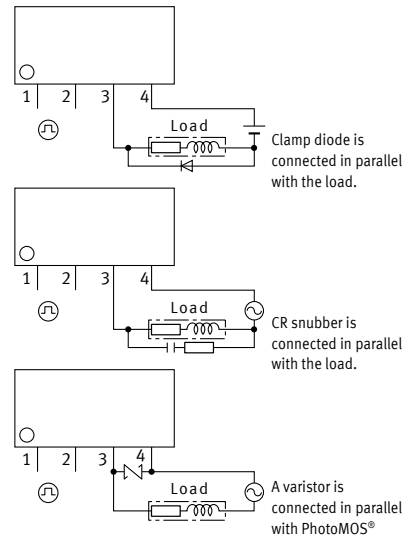 1 2 3 4
Load
Clamp diode is
connected in parallel
with the load.
1 2 3 4
Load
CR snubber is
connected in parallel
with the load.
1 2 3 4
Load
A varistor is
connected in parallel
with PhotoMOS®